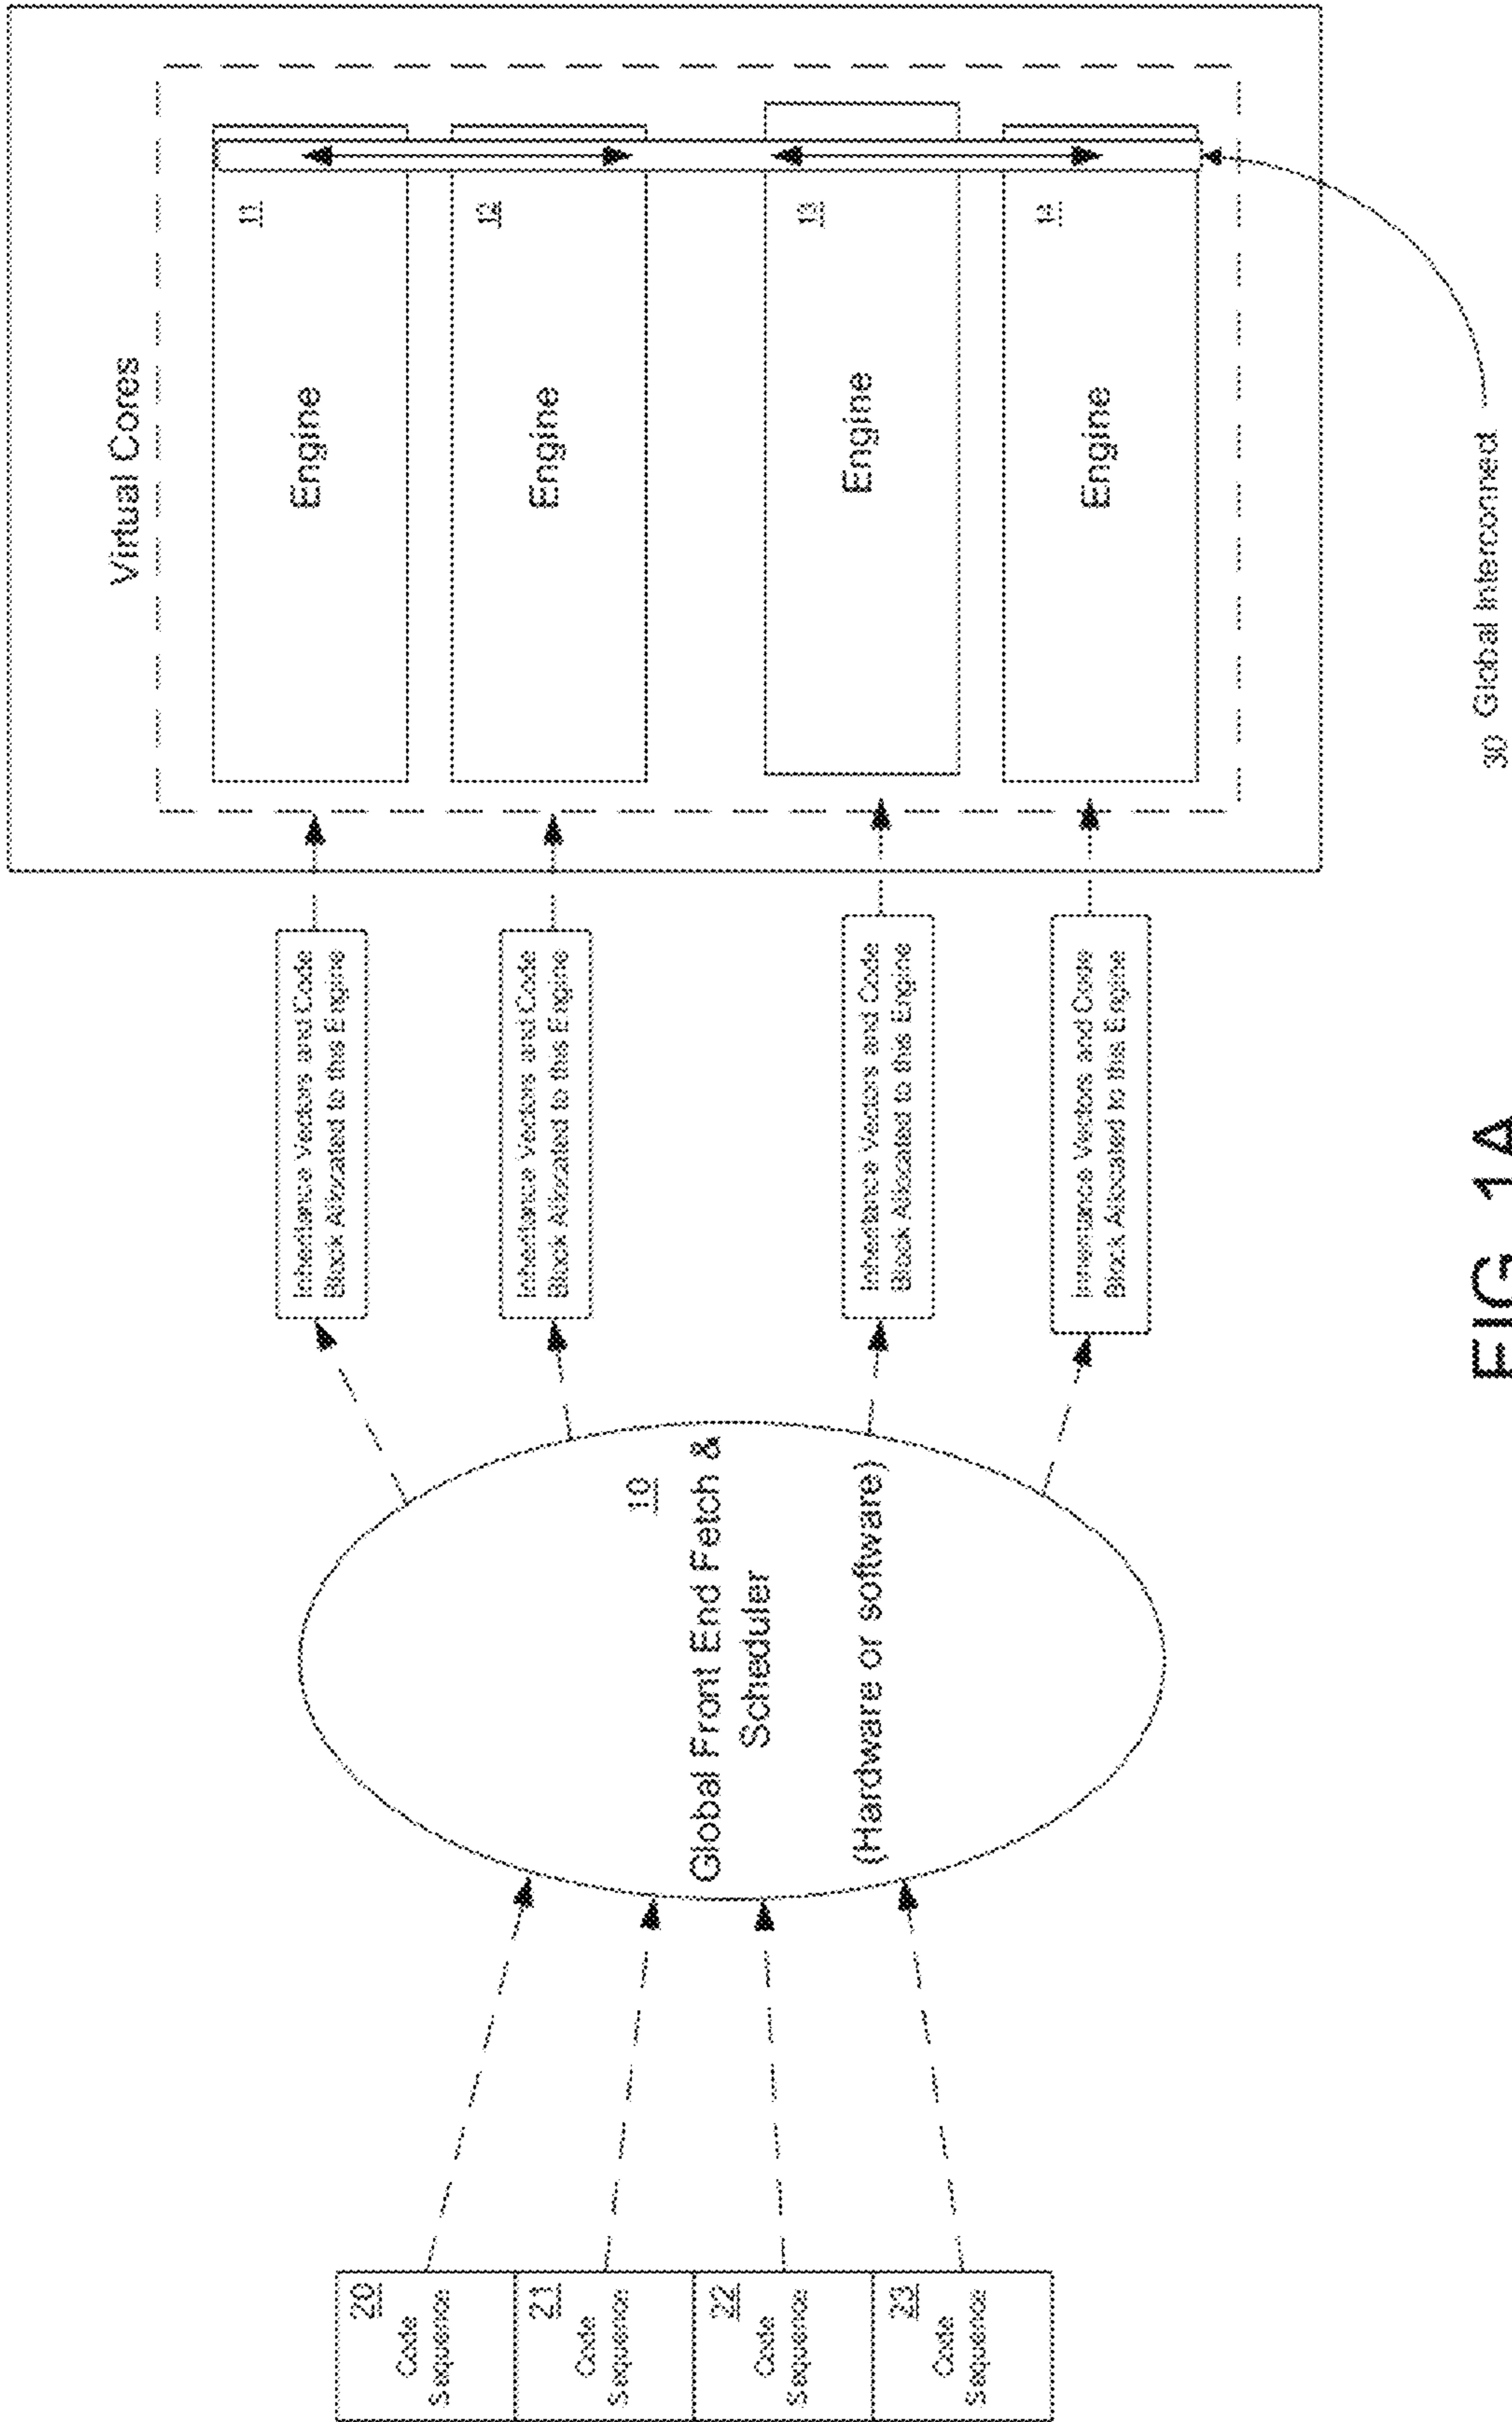 20
Code
Sequence
21
Code
Sequence
22
Code
Sequence
23
Code
Sequence
10
Global Front End Fetch &
Scheduler
(Hardware or software)
Inheritance Vectors and Code
Block Allocated to this Engine
Inheritance Vectors and Code
Block Allocated to this Engine
Inheritance Vectors and Code
Block Allocated to this Engine
Inheritance Vectors and Code
Block Allocated to this Engine
Virtual Cores
Engine
11
Engine
12
Engine
13
Engine
14
30 Global Interconned
FIG. 1A